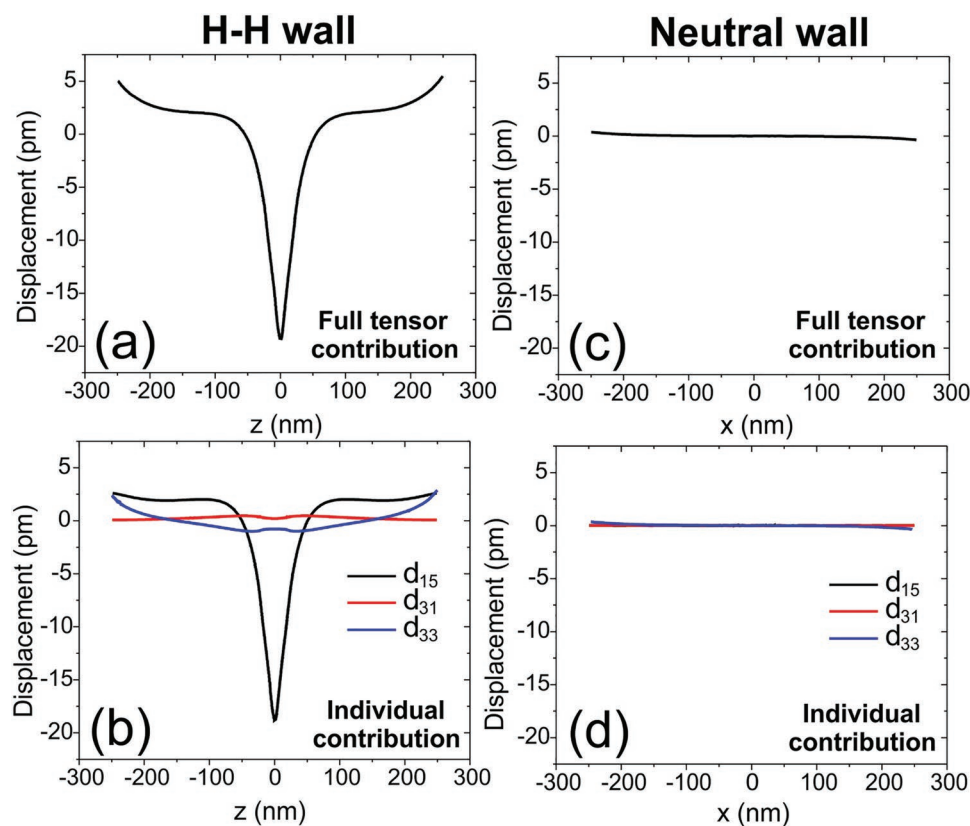 H-H wall
Neutral wall
Displacement (pm)
5
0
-5
-10
-15
-20
(a)
Full tensor
contribution
-300 -200 -100 0 100 200 300
z (nm)
Displacement (pm)
5
0
-5
-10
-15
-20
(c)
Full tensor
contribution
-300 -200 -100 0 100 200 300
x (nm)
Displacement (pm)
5
0
-5
-10
-15
-20
d15
d31
d33
(b)
Individual
contribution
-300 -200 -100 0 100 200 300
z (nm)
Displacement (pm)
5
0
-5
-10
-15
-20
d15
d31
d33
(d)
Individual
contribution
-300 -200 -100 0 100 200 300
x (nm)